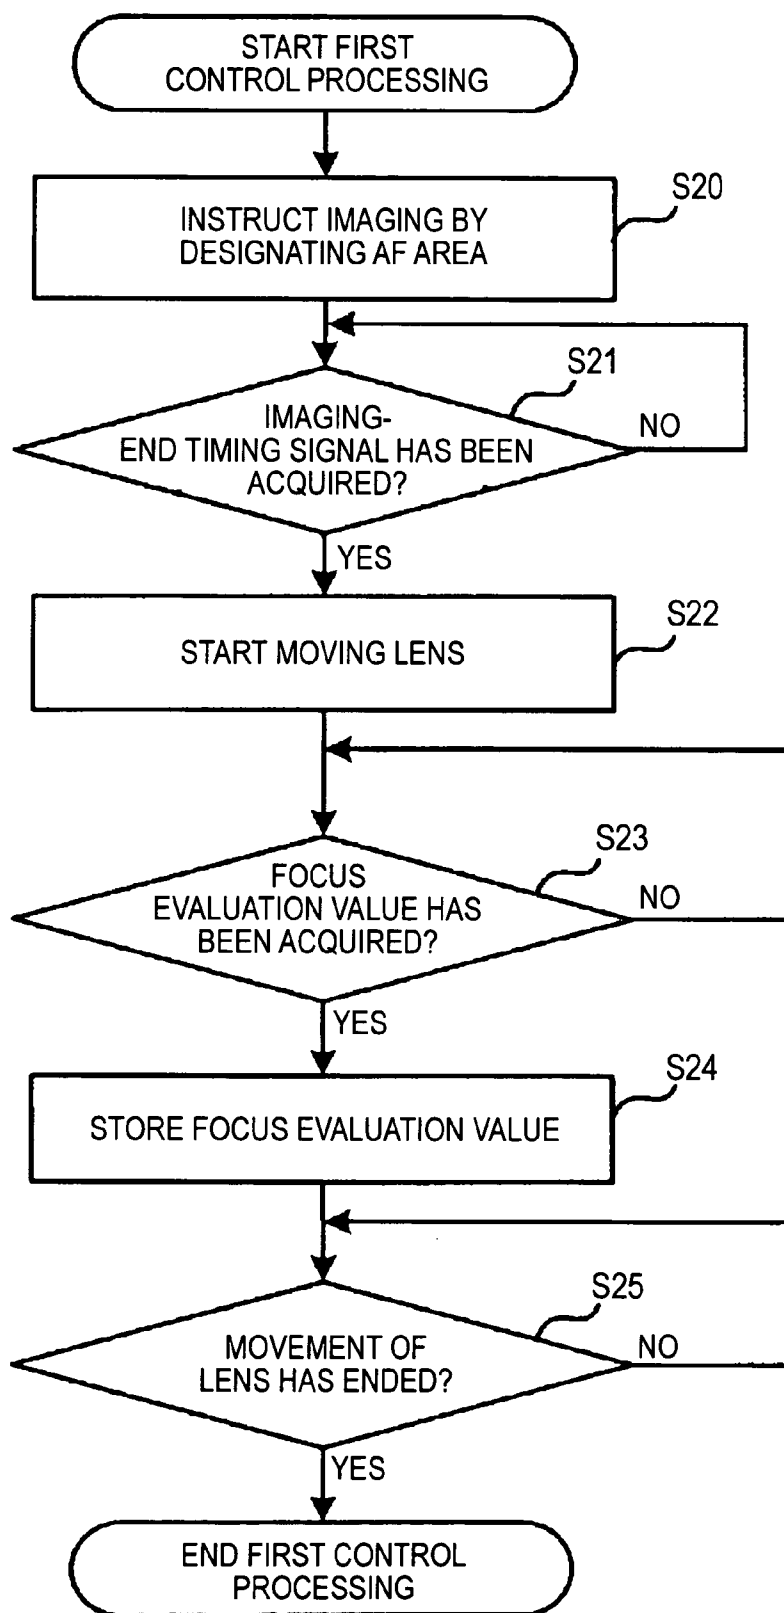 START FIRST
CONTROL PROCESSING
S20
INSTRUCT IMAGING BY
DESIGNATING AF AREA
S21
IMAGING-
END TIMING SIGNAL HAS BEEN
ACQUIRED?
NO
YES
S22
START MOVING LENS
S23
FOCUS
EVALUATION VALUE HAS
BEEN ACQUIRED?
NO
YES
S24
STORE FOCUS EVALUATION VALUE
S25
MOVEMENT OF
LENS HAS ENDED?
NO
YES
END FIRST CONTROL
PROCESSING